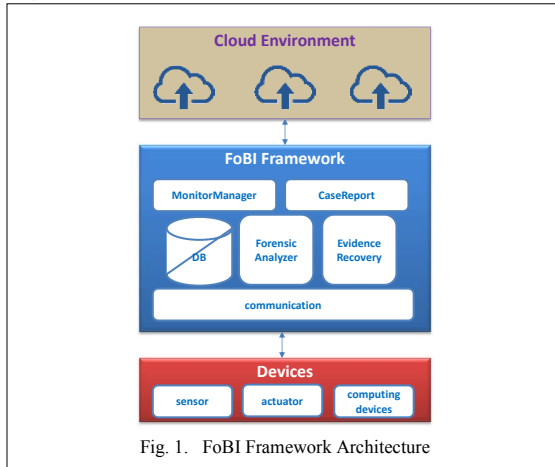 Cloud Environment
FoBI Framework
MonitorManager
CaseReport
DB
Forensic
Analyzer
Evidence
Recovery
communication
Devices
sensor
actuator
computing
devices
Fig. 1. FoBI Framework Architecture